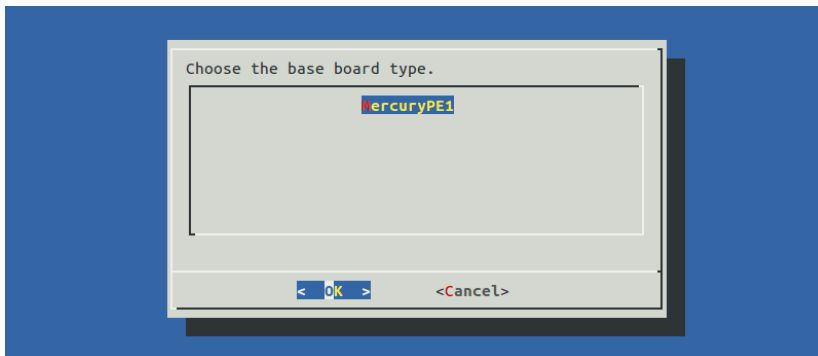 Choose the base board type.
MercuryPE1
< OK > <Cancel>